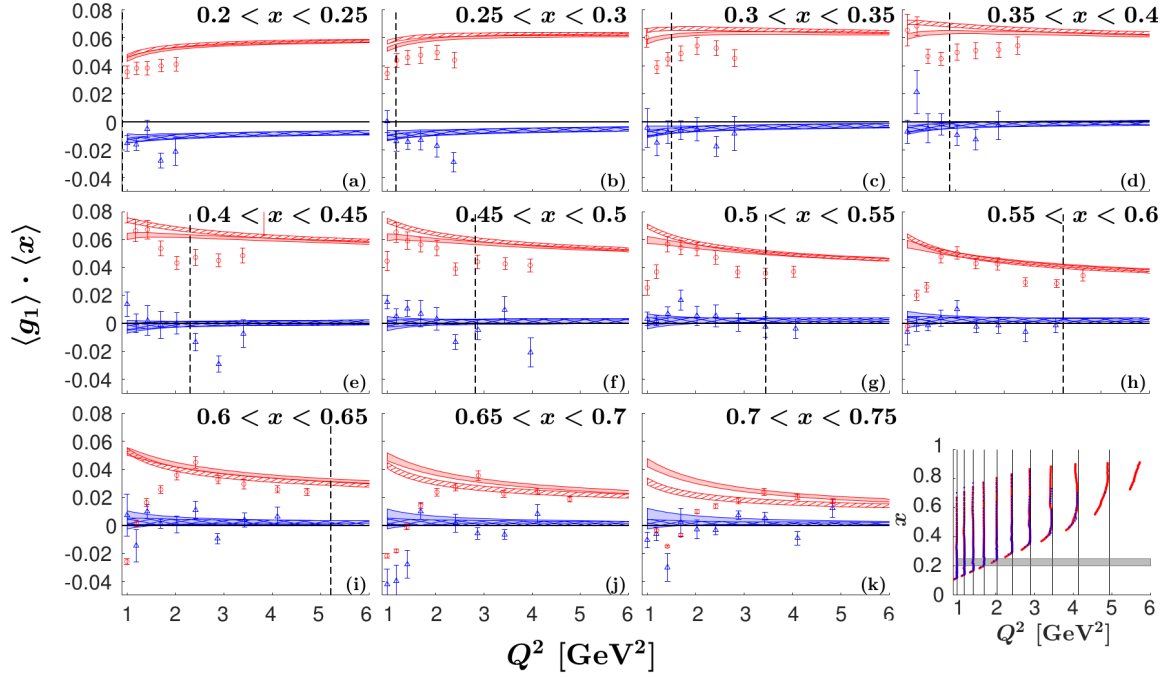 0.2 < x < 0.25
0.25 < x < 0.3
0.3 < x < 0.35
0.35 < x < 0.4
0.08
0.06
0.04
0.02
0
-0.02
-0.04
(a)
(b)
(c)
(d)
0.4 < x < 0.45
0.45 < x < 0.5
0.5 < x < 0.55
0.55 < x < 0.6
0.08
0.06
0.04
0.02
0
-0.02
-0.04
(e)
(f)
(g)
(h)
⟨g₁⟩ · ⟨x⟩
0.6 < x < 0.65
0.65 < x < 0.7
0.7 < x < 0.75
0.08
0.06
0.04
0.02
0
-0.02
-0.04
(i)
(j)
(k)
1 2 3 4 5 6
1 2 3 4 5 6
1 2 3 4 5 6
Q² [GeV²]
1
0.8
0.6
0.4
0.2
0
x
1 2 3 4 5 6
Q² [GeV²]